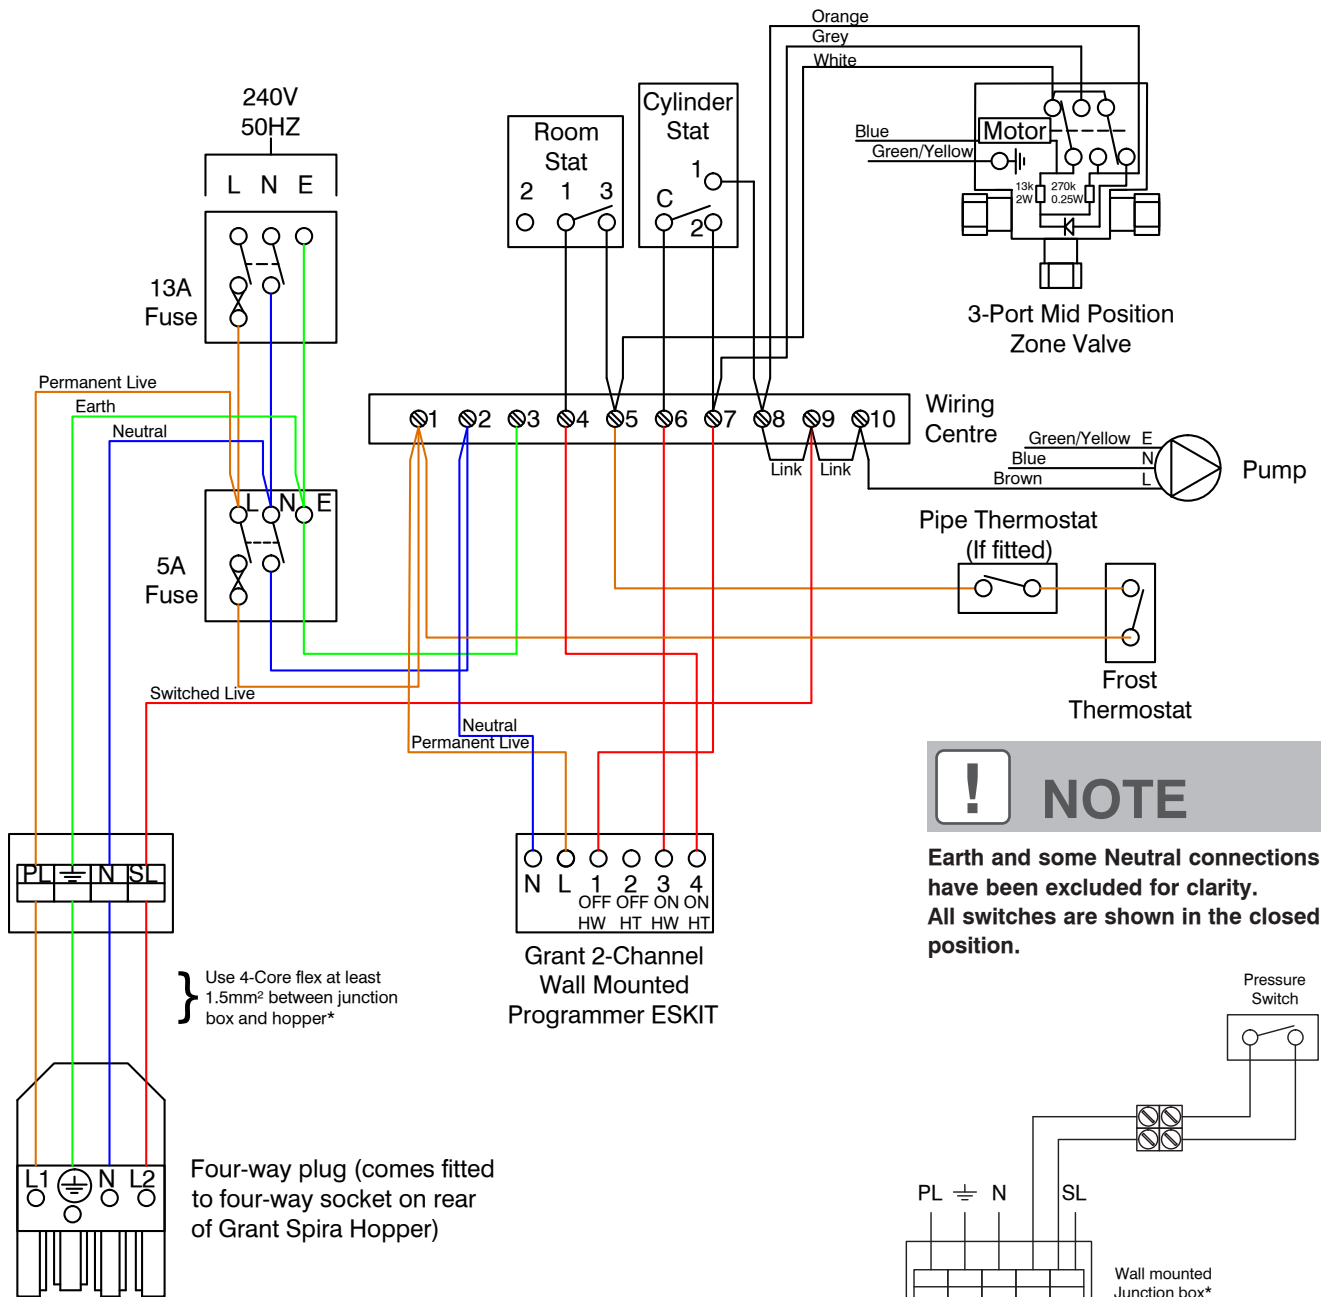 Orange
Grey
White
240V
50HZ
L N E
13A
Fuse
Room
Stat
2 1 3
Cylinder
Stat
1
C
2
Blue
Green/Yellow
Motor
13k
2W
270k
0.25W
3-Port Mid Position
Zone Valve
Permanent Live
Earth
Neutral
1 2 3 4 5 6 7 8 9 10
Wiring
Centre
Link Link
Green/Yellow E
Blue N
Brown L
Pump
L N E
5A
Fuse
Pipe Thermostat
(If fitted)
Frost
Thermostat
Switched Live
Neutral
Permanent Live
N L 1 2 3 4
OFF OFF ON ON
HW HT HW HT
Grant 2-Channel
Wall Mounted
Programmer ESKIT
! NOTE
Earth and some Neutral connections
have been excluded for clarity.
All switches are shown in the closed
position.
PL N SL
Use 4-Core flex at least
1.5mm² between junction
box and hopper*
L1 N L2
Four-way plug (comes fitted
to four-way socket on rear
of Grant Spira Hopper)
Pressure
Switch
PL N SL
Wall mounted
Junction box*